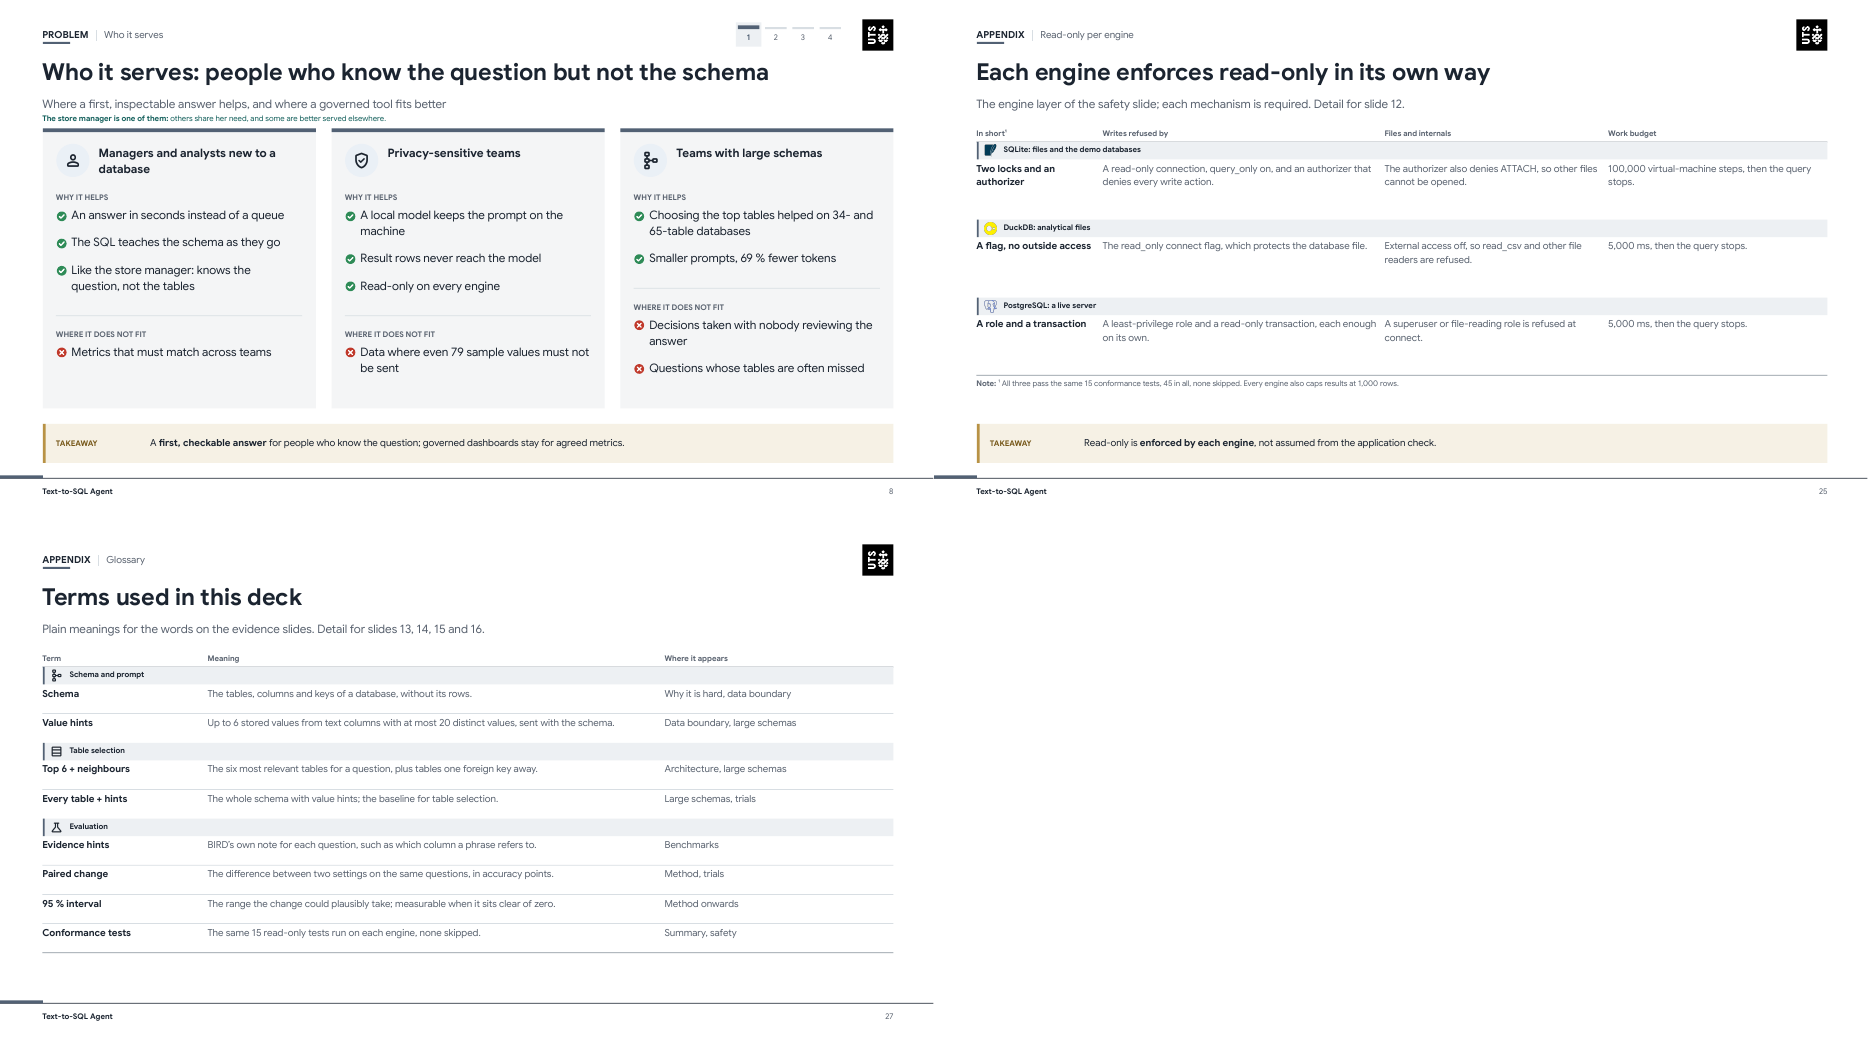 PROBLEM | Who it serves
1 2 3 4
UTS
Who it serves: people who know the question but not the schema
Where a first, inspectable answer helps, and where a governed tool fits better
The store manager is one of them: others share her need, and some are better served elsewhere.
Managers and analysts new to a
database
WHY IT HELPS
An answer in seconds instead of a queue
The SQL teaches the schema as they go
Like the store manager: knows the
question, not the tables
WHERE IT DOES NOT FIT
Metrics that must match across teams
Privacy-sensitive teams
WHY IT HELPS
A local model keeps the prompt on the
machine
Result rows never reach the model
Read-only on every engine
WHERE IT DOES NOT FIT
Data where even 79 sample values must not
be sent
Teams with large schemas
WHY IT HELPS
Choosing the top tables helped on 34- and
65-table databases
Smaller prompts, 69 % fewer tokens
WHERE IT DOES NOT FIT
Decisions taken with nobody reviewing the
answer
Questions whose tables are often missed
TAKEAWAY A first, checkable answer for people who know the question; governed dashboards stay for agreed metrics.
Text-to-SQL Agent 8
APPENDIX | Read-only per engine
UTS
Each engine enforces read-only in its own way
The engine layer of the safety slide; each mechanism is required. Detail for slide 12.
In short¹ Writes refused by Files and internals Work budget
SQLite: files and the demo databases
Two locks and an
authorizer
A read-only connection, query_only on, and an authorizer that
denies every write action.
The authorizer also denies ATTACH, so other files
cannot be opened.
100,000 virtual-machine steps, then the query
stops.
DuckDB: analytical files
A flag, no outside access
The read_only connect flag, which protects the database file.
External access off, so read_csv and other file
readers are refused.
5,000 ms, then the query stops.
PostgreSQL: a live server
A role and a transaction
A least-privilege role and a read-only transaction, each enough
on its own.
A superuser or file-reading role is refused at
connect.
5,000 ms, then the query stops.
Note: ¹ All three pass the same 15 conformance tests, 45 in all, none skipped. Every engine also caps results at 1,000 rows.
TAKEAWAY Read-only is enforced by each engine, not assumed from the application check.
Text-to-SQL Agent 25
APPENDIX | Glossary
UTS
Terms used in this deck
Plain meanings for the words on the evidence slides. Detail for slides 13, 14, 15 and 16.
Term Meaning Where it appears
Schema and prompt
Schema The tables, columns and keys of a database, without its rows. Why it is hard, data boundary
Value hints Up to 6 stored values from text columns with at most 20 distinct values, sent with the schema. Data boundary, large schemas
Table selection
Top 6 + neighbours The six most relevant tables for a question, plus tables one foreign key away. Architecture, large schemas
Every table + hints The whole schema with value hints; the baseline for table selection. Large schemas, trials
Evaluation
Evidence hints BIRD's own note for each question, such as which column a phrase refers to. Benchmarks
Paired change The difference between two settings on the same questions, in accuracy points. Method, trials
95 % interval The range the change could plausibly take; measurable when it sits clear of zero. Method onwards
Conformance tests The same 15 read-only tests run on each engine, none skipped. Summary, safety
Text-to-SQL Agent 27